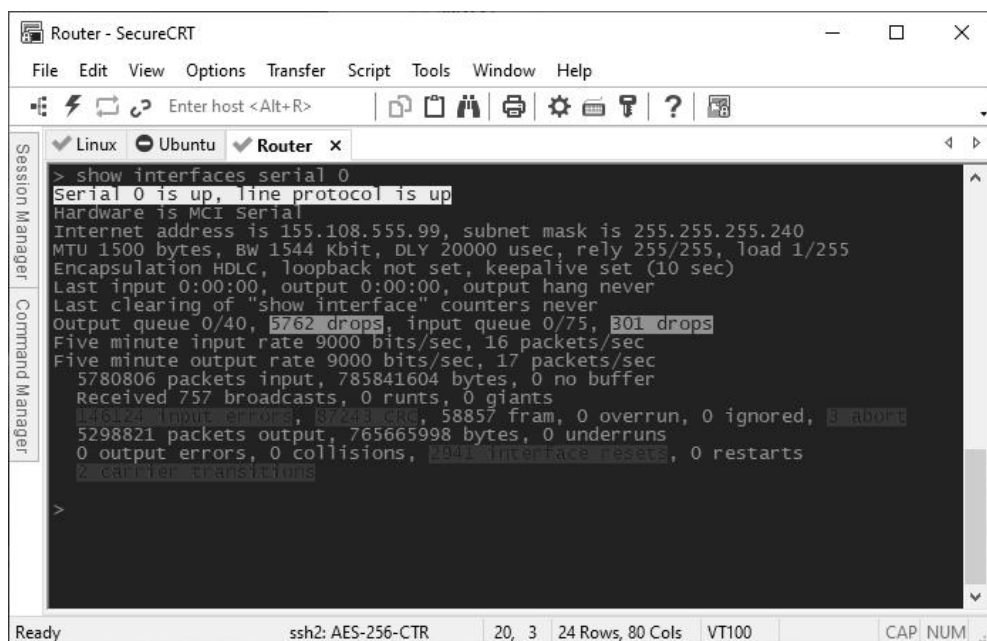 Router - SecureCRT
File Edit View Options Transfer Script Tools Window Help
Enter host <Alt+R>
Linux Ubuntu Router
Session Manager
Command Manager
> show interfaces serial 0
Serial 0 is up, line protocol is up
Hardware is MCI Serial
Internet address is 155.108.555.99, subnet mask is 255.255.255.240
MTU 1500 bytes, BW 1544 Kbit, DLY 20000 usec, rely 255/255, load 1/255
Encapsulation HDLC, loopback not set, keepalive set (10 sec)
Last input 0:00:00, output 0:00:00, output hang never
Last clearing of "show interface" counters never
Output queue 0/40, 5762 drops, input queue 0/75, 301 drops
Five minute input rate 9000 bits/sec, 16 packets/sec
Five minute output rate 9000 bits/sec, 17 packets/sec
5780806 packets input, 785841604 bytes, 0 no buffer
Received 757 broadcasts, 0 runts, 0 giants
146124 input errors, 87243 CRC, 58857 fram, 0 overrun, 0 ignored, 3 abort
5298821 packets output, 765665998 bytes, 0 underruns
0 output errors, 0 collisions, 2941 interface resets, 0 restarts
2 carrier transitions
>
Ready ssh2: AES-256-CTR 20, 3 24 Rows, 80 Cols VT100 CAP NUM